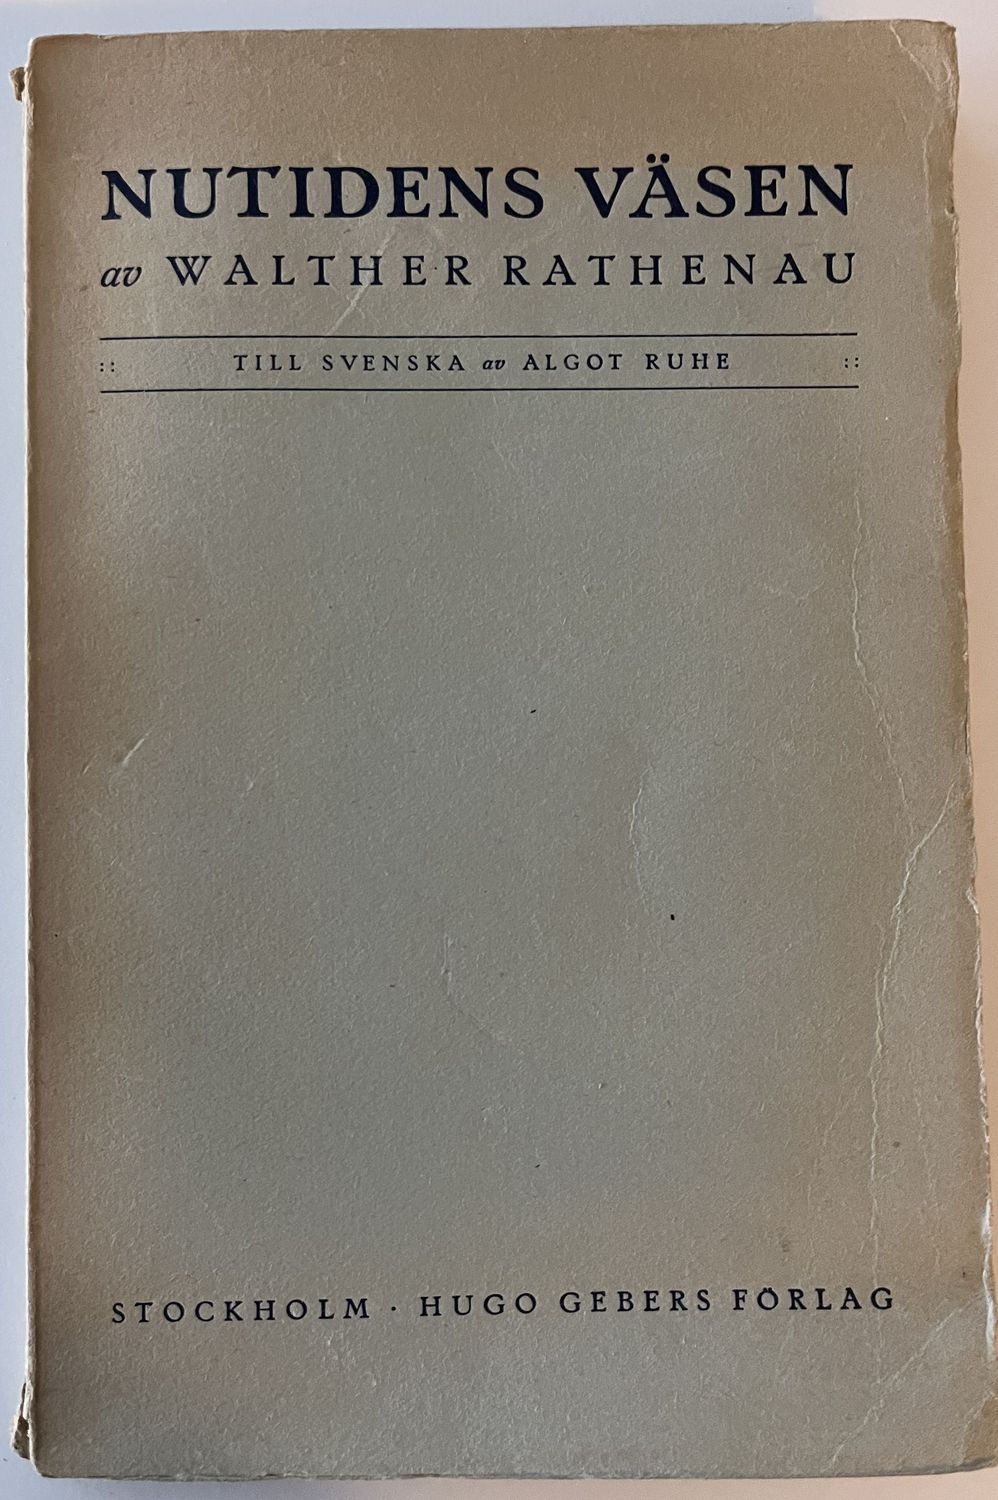 NUTIDENS VÄSEN
av WALTHER RATHENAU
:: TILL SVENSKA av ALGOT RUHE ::
STOCKHOLM · HUGO GEBERS FÖRLAG